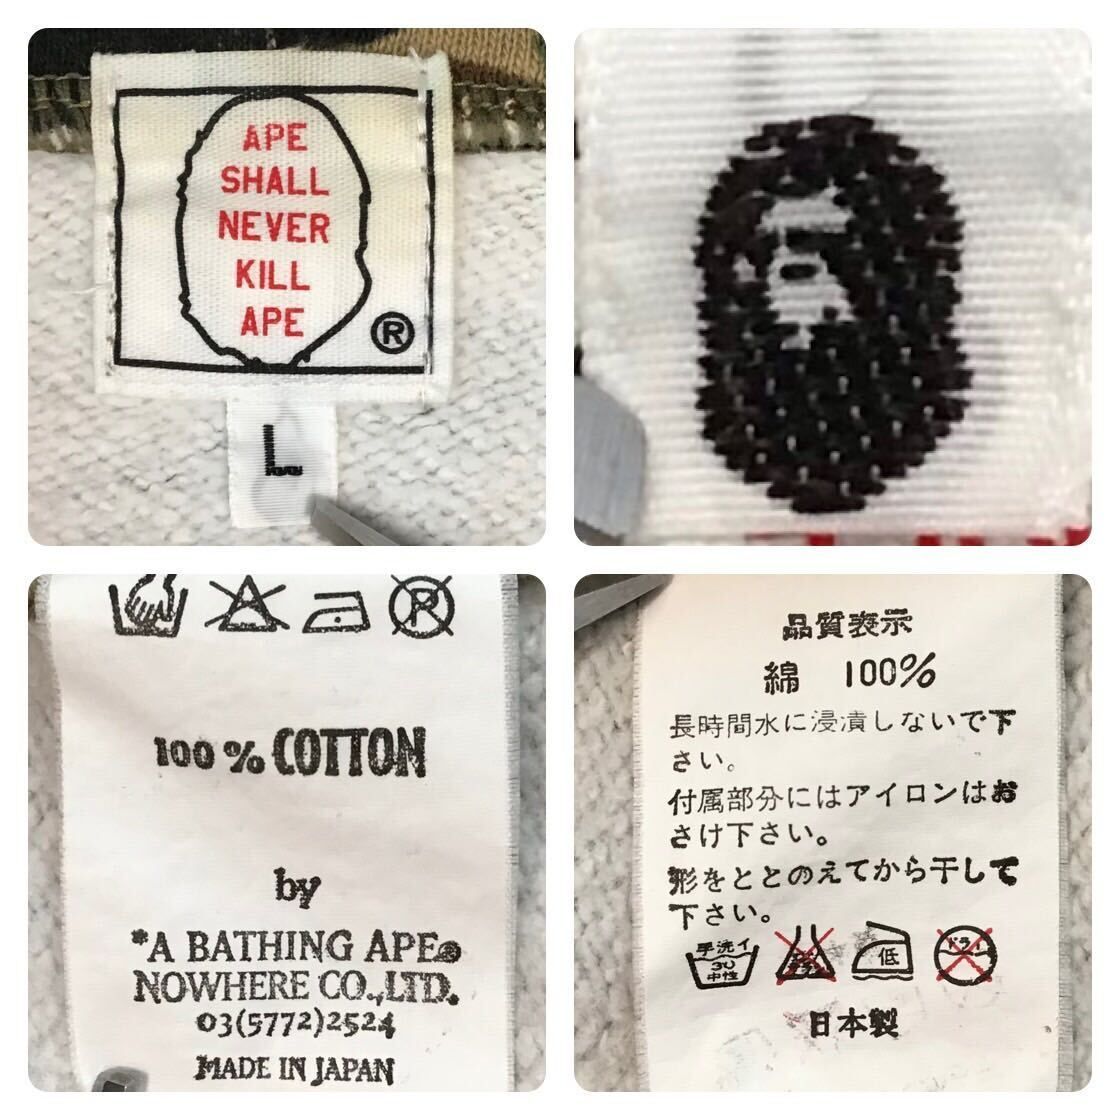 APE
SHALL
NEVER
KILL
APE
®
L
P
100 % COTTON
by
*A BATHING APE®
NOWHERE CO.,LTD.
03(5772)2524
MADE IN JAPAN
品質表示
綿 100%
長時間水に浸漬しないで下
さい。
付属部分にはアイロンはお
さけ下さい。
形をととのえてから干して
下さい。
手洗イ
30
中性
低
ドライ
日本製